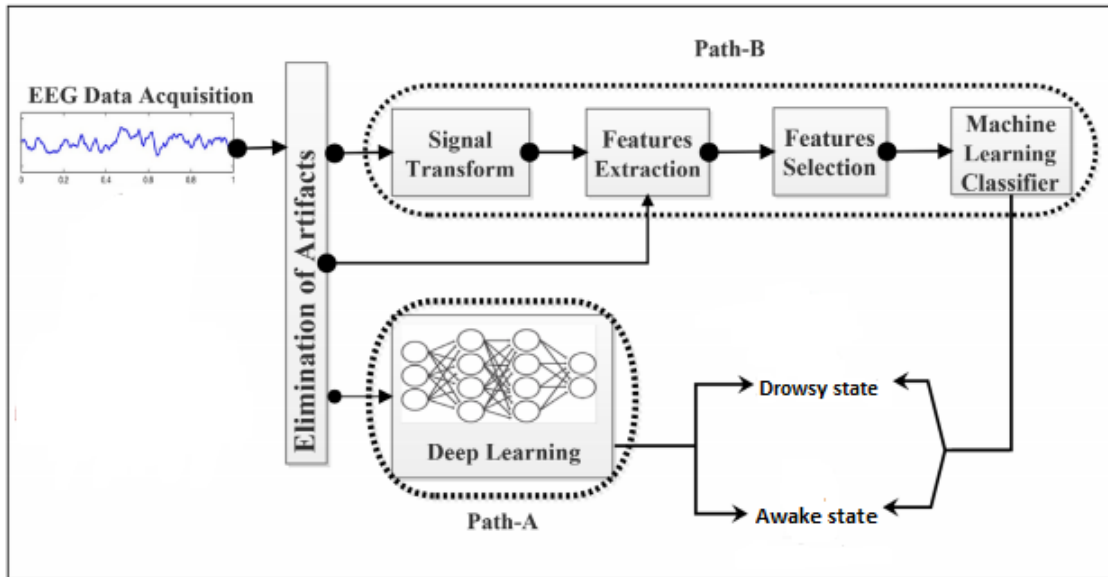 Path-B
EEG Data Acquisition
0 0.2 0.4 0.6 0.8 1
Elimination of Artifacts
Signal
Transform
Features
Extraction
Features
Selection
Machine
Learning
Classifier
Deep Learning
Path-A
Drowsy state
Awake state